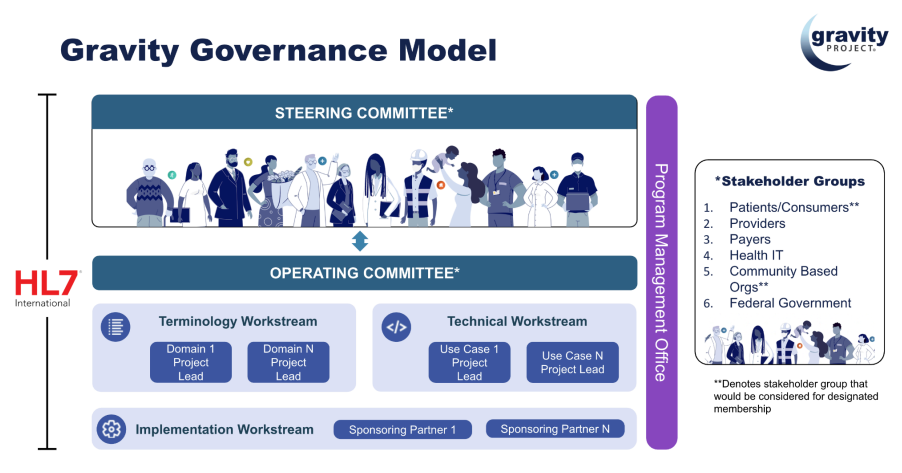 Gravity Governance Model
gravity
PROJECT®
STEERING COMMITTEE*
OPERATING COMMITTEE*
HL7®
International
Terminology Workstream
Domain 1
Project
Lead
Domain N
Project
Lead
Technical Workstream
Use Case 1
Project
Lead
Use Case N
Project Lead
Implementation Workstream
Sponsoring Partner 1
Sponsoring Partner N
Program Management Office
*Stakeholder Groups
1. Patients/Consumers**
2. Providers
3. Payers
4. Health IT
5. Community Based
Orgs**
6. Federal Government
**Denotes stakeholder group that
would be considered for designated
membership